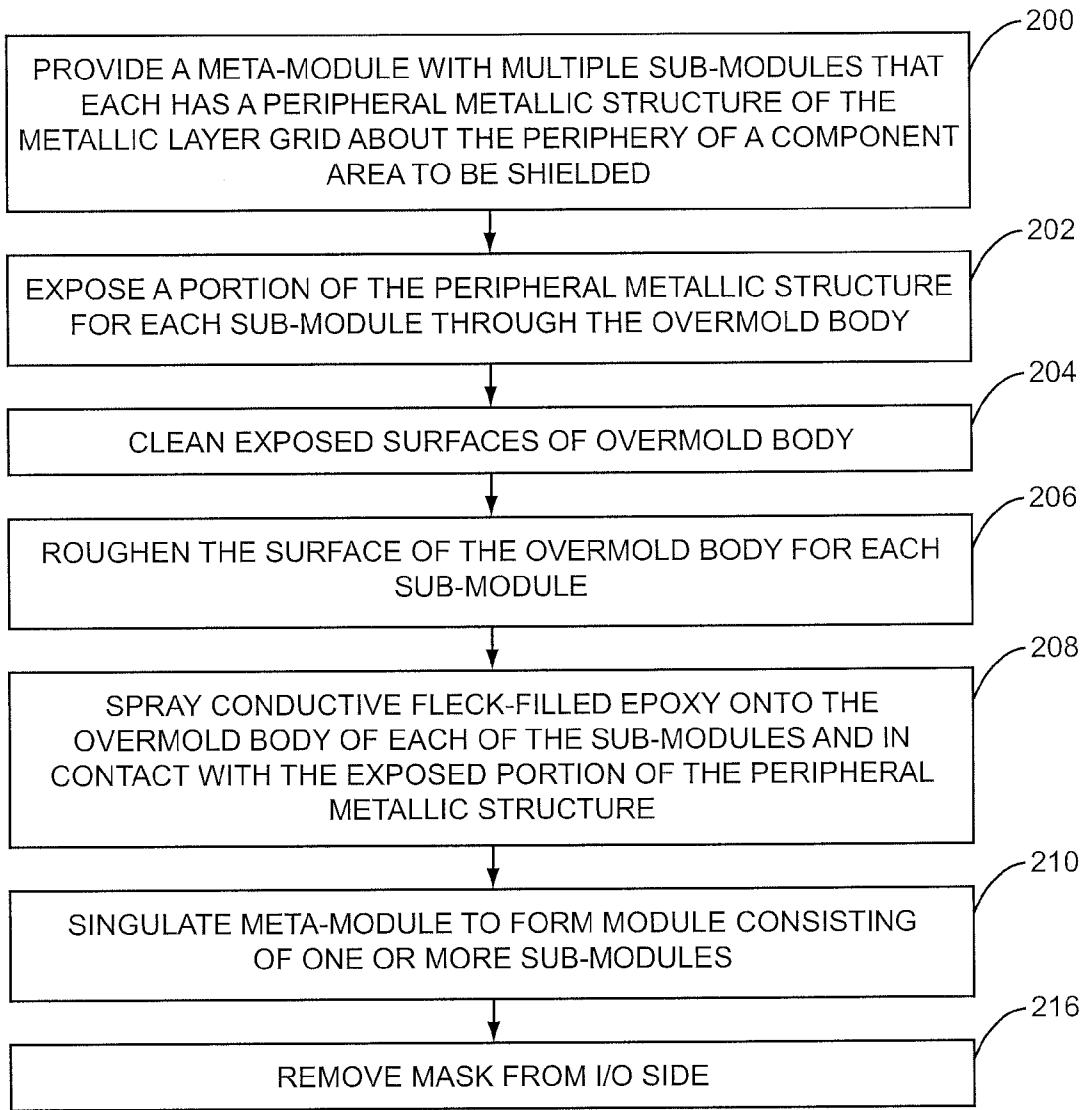 200
PROVIDE A META-MODULE WITH MULTIPLE SUB-MODULES THAT
EACH HAS A PERIPHERAL METALLIC STRUCTURE OF THE
METALLIC LAYER GRID ABOUT THE PERIPHERY OF A COMPONENT
AREA TO BE SHIELDED
202
EXPOSE A PORTION OF THE PERIPHERAL METALLIC STRUCTURE
FOR EACH SUB-MODULE THROUGH THE OVERMOLD BODY
204
CLEAN EXPOSED SURFACES OF OVERMOLD BODY
206
ROUGHEN THE SURFACE OF THE OVERMOLD BODY FOR EACH
SUB-MODULE
208
SPRAY CONDUCTIVE FLECK-FILLED EPOXY ONTO THE
OVERMOLD BODY OF EACH OF THE SUB-MODULES AND IN
CONTACT WITH THE EXPOSED PORTION OF THE PERIPHERAL
METALLIC STRUCTURE
210
SINGULATE META-MODULE TO FORM MODULE CONSISTING
OF ONE OR MORE SUB-MODULES
216
REMOVE MASK FROM I/O SIDE